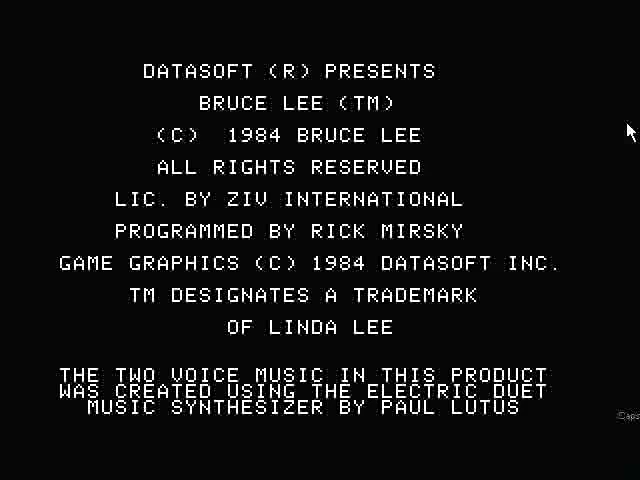 DATASOFT (R) PRESENTS
BRUCE LEE (TM)
(C)  1984 BRUCE LEE
ALL RIGHTS RESERVED
LIC. BY ZIV INTERNATIONAL
PROGRAMMED BY RICK MIRSKY
GAME GRAPHICS (C) 1984 DATASOFT INC.
TM DESIGNATES A TRADEMARK
OF LINDA LEE
THE TWO VOICE MUSIC IN THIS PRODUCT
WAS CREATED USING THE ELECTRIC DUET
MUSIC SYNTHESIZER BY PAUL LUTUS
Caps